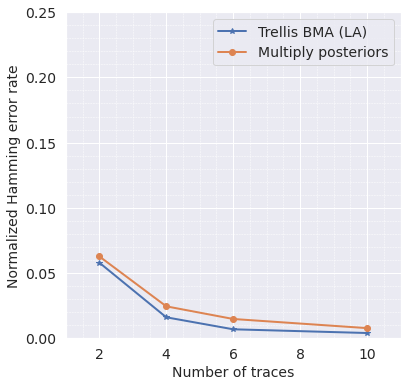 0.25
0.20
0.15
0.10
0.05
0.00
Normalized Hamming error rate
Trellis BMA (LA)
Multiply posteriors
2 4 6 8 10
Number of traces